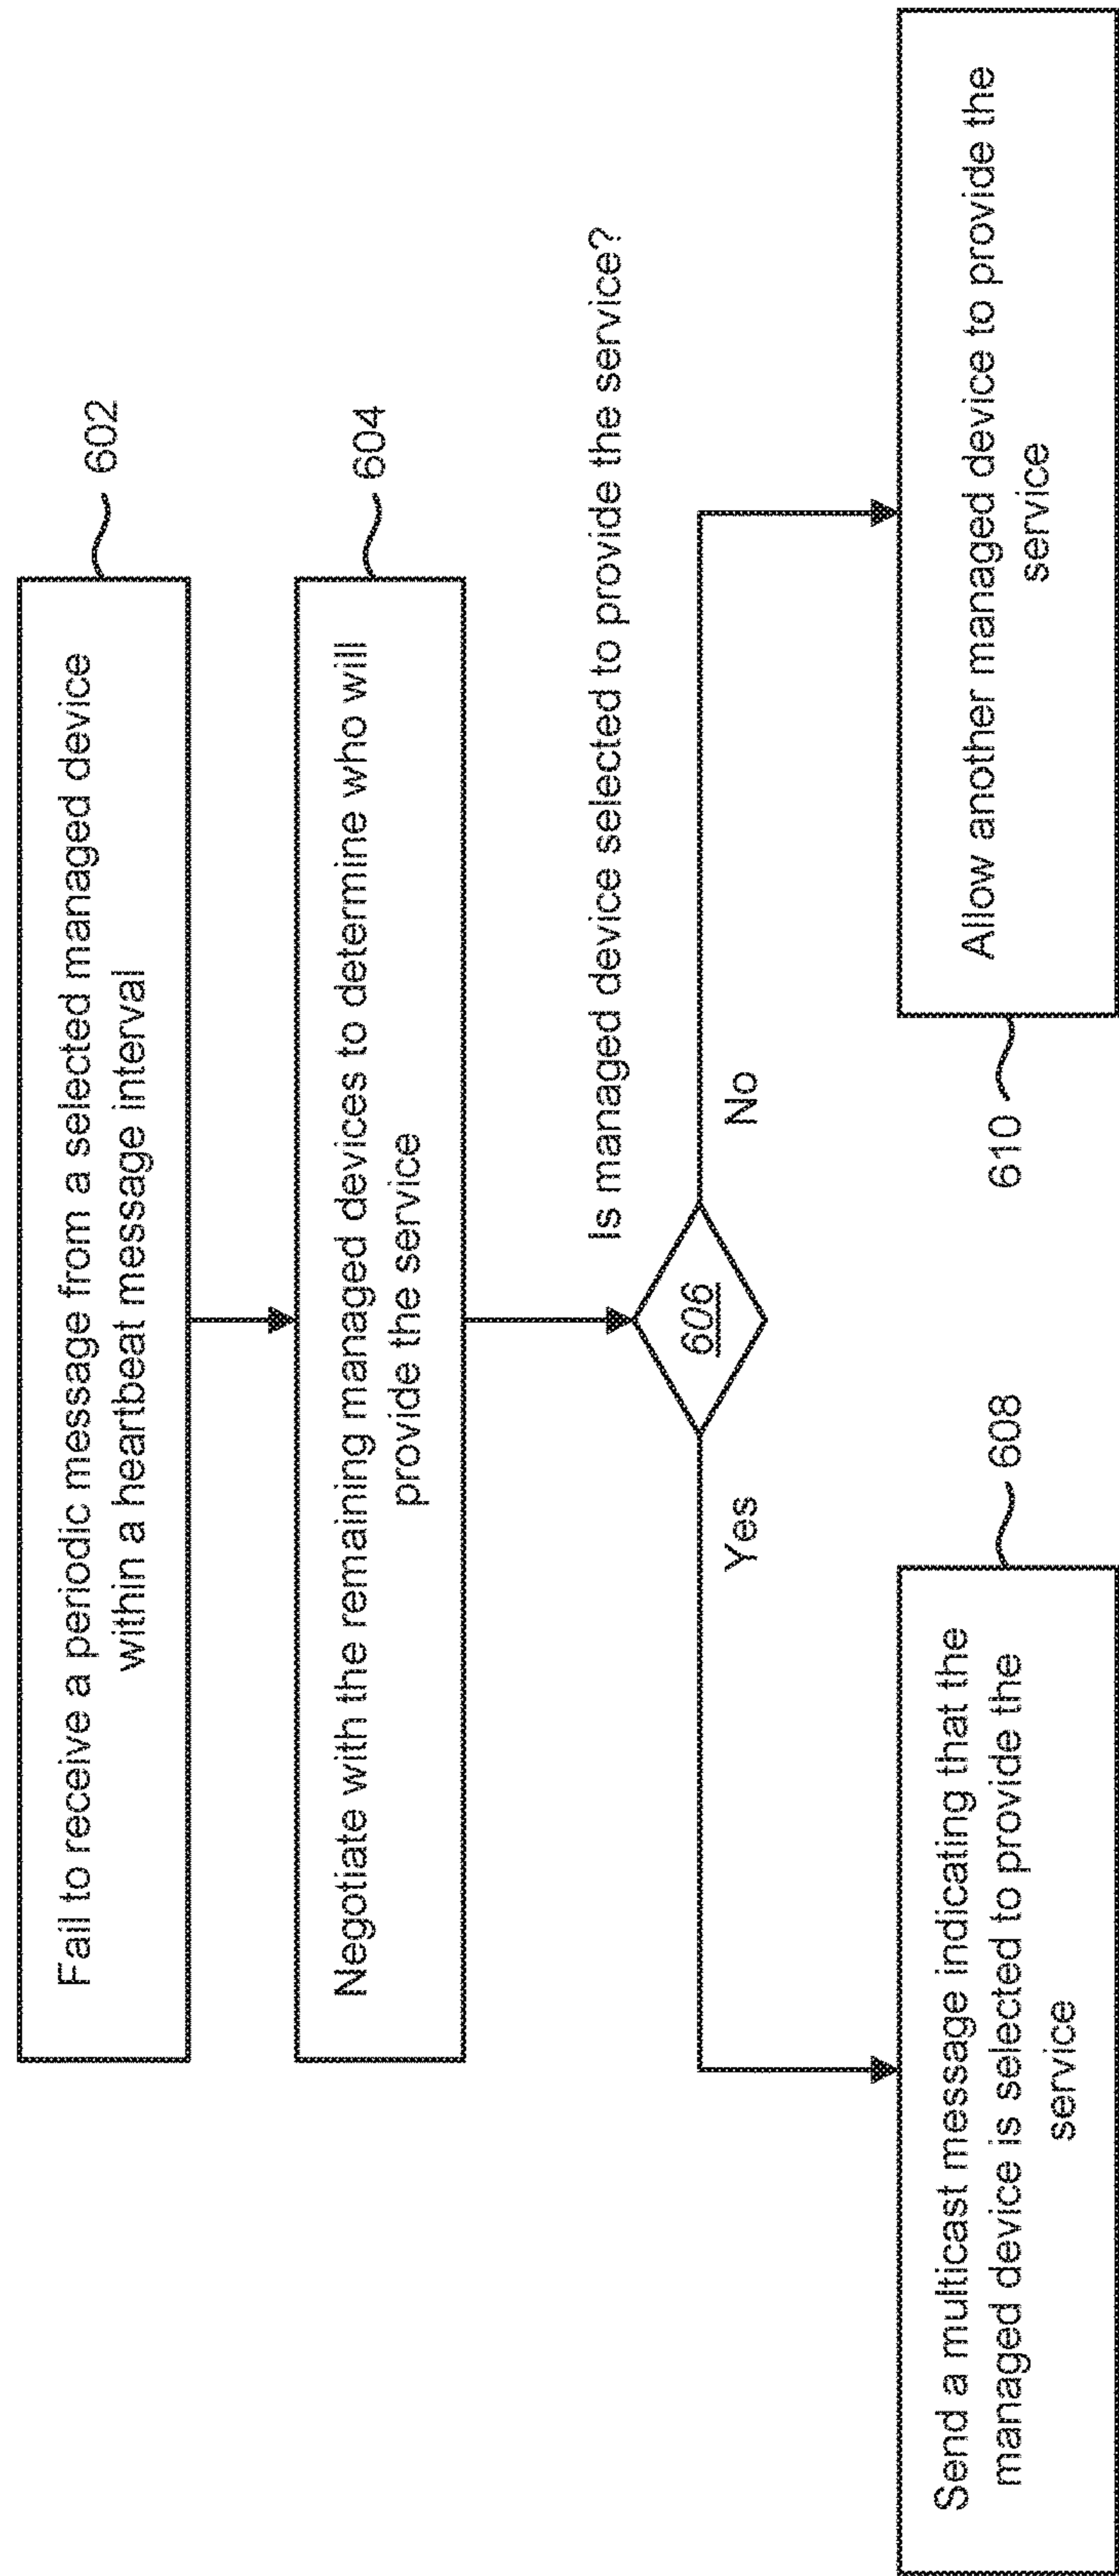 Fail to receive a periodic message from a selected managed device
within a heartbeat message interval
602
Negotiate with the remaining managed devices to determine who will
provide the service
604
Is managed device selected to provide the service?
606
Yes
No
Send a multicast message indicating that the
managed device is selected to provide the
service
608
Allow another managed device to provide the
service
610